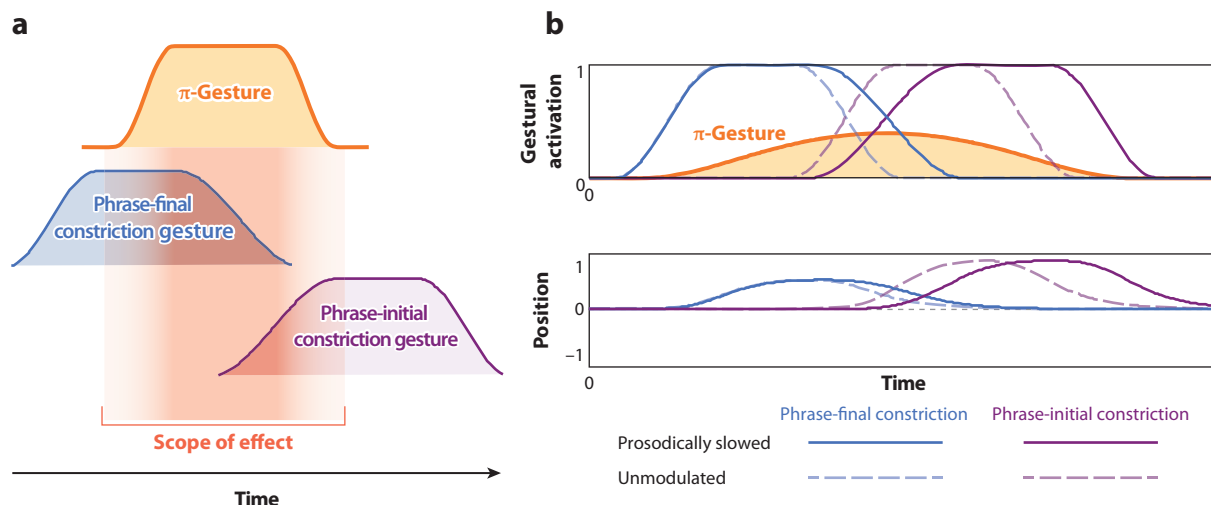 a
π-Gesture
Phrase-final
constriction gesture
Phrase-initial
constriction gesture
Scope of effect
Time
b
Gestural
activation
1
0
0
π-Gesture
Position
1
0
−1
0
Time
Phrase-final constriction
Phrase-initial constriction
Prosodically slowed
Unmodulated